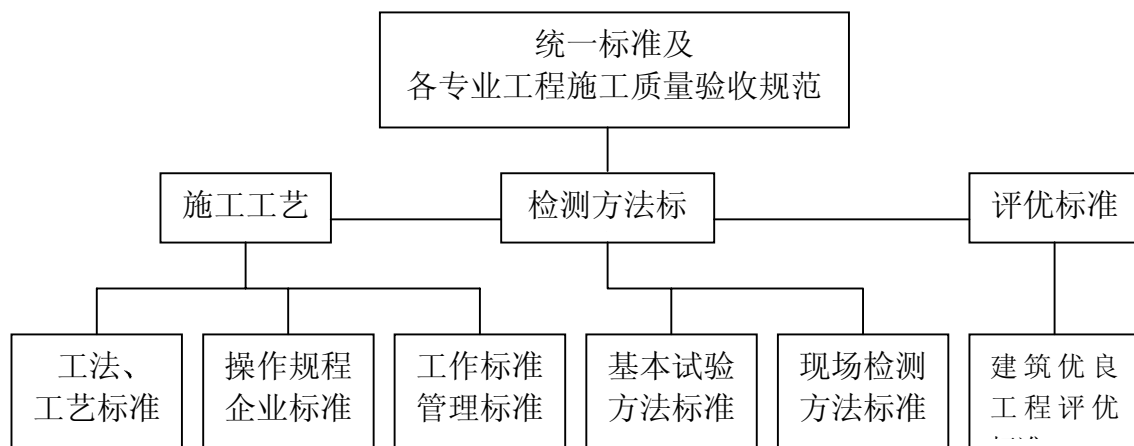 统一标准及
各专业工程施工质量验收规范
施工工艺
检测方法标
评优标准
工法、
工艺标准
操作规程
企业标准
工作标准
管理标准
基本试验
方法标准
现场检测
方法标准
建筑优良
工程评优